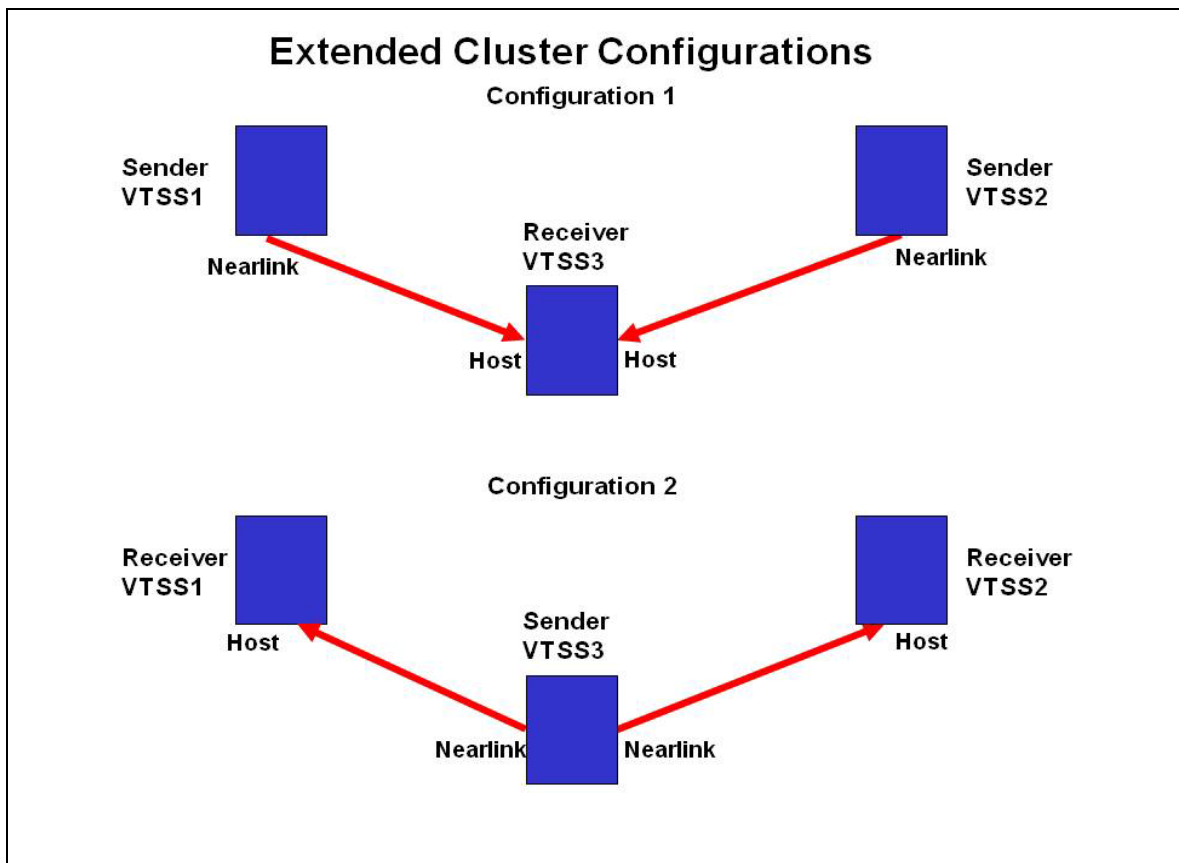 Extended Cluster Configurations
Configuration 1
Sender
VTSS1
Sender
VTSS2
Receiver
VTSS3
Nearlink
Nearlink
Host
Host
Configuration 2
Receiver
VTSS1
Receiver
VTSS2
Sender
VTSS3
Host
Host
Nearlink
Nearlink